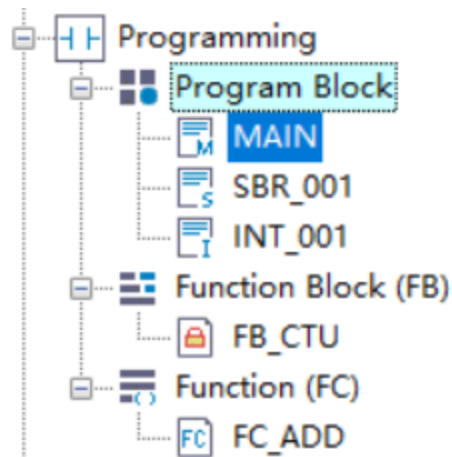 Programming
Program Block
MAIN
SBR_001
INT_001
Function Block (FB)
FB_CTU
Function (FC)
FC_ADD